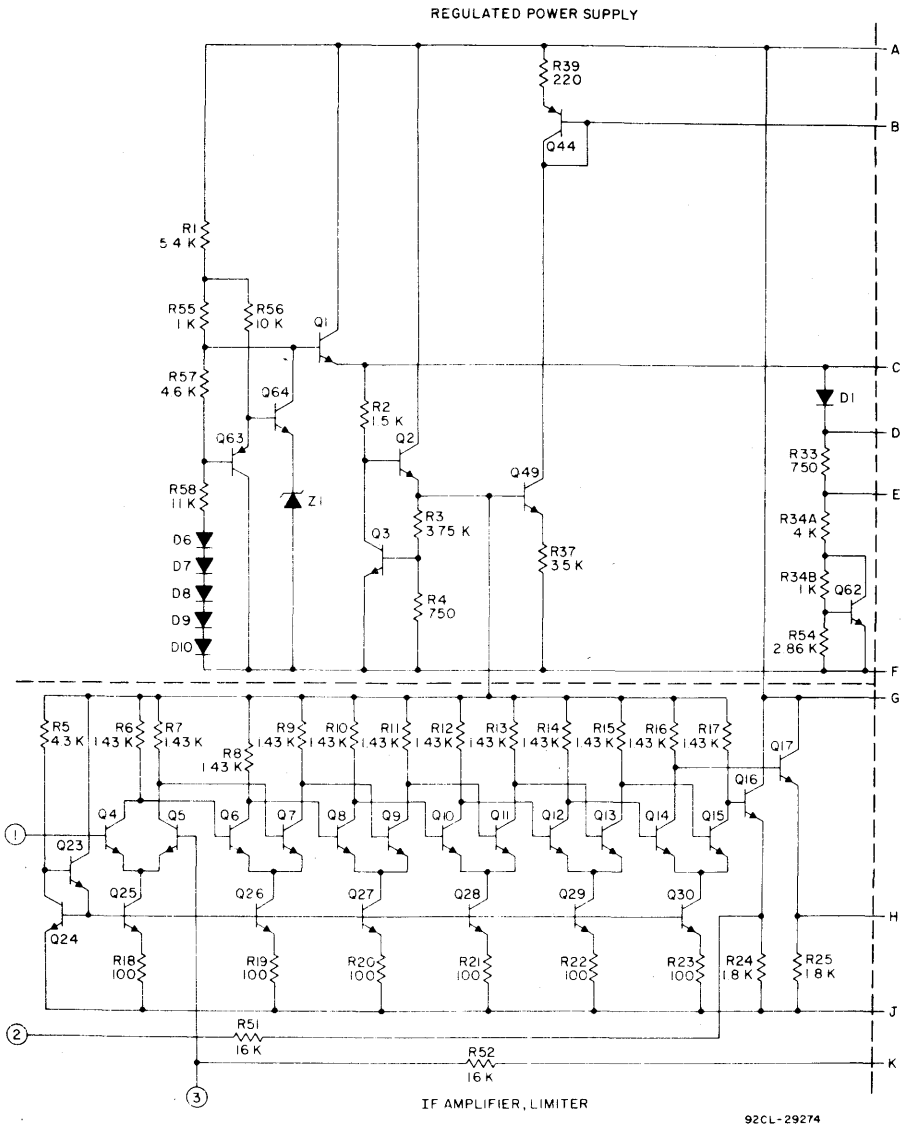 REGULATED POWER SUPPLY
A
R39
220
B
Q44
R1
5 4 K
R55
1 K
R56
10 K
Q1
C
R57
4 6 K
Q64
D1
R2
1.5 K
Q2
D
Q63
Q49
R33
750
R58
11 K
Z1
E
R3
3 75 K
R34A
4 K
D6
Q3
R37
3 5 K
D7
R34B
1 K
Q62
D8
R4
750
D9
R54
2 86 K
D10
F
G
R5
4.3 K
R6
1 43 K
R7
1.43 K
R8
1 43 K
R9
1.43 K
R10
1.43 K
R11
1.43 K
R12
1.43 K
R13
1.43 K
R14
1.43 K
R15
1.43 K
R16
1.43 K
R17
1.43 K
Q17
Q16
1
Q4
Q5
Q6
Q7
Q8
Q9
Q10
Q11
Q12
Q13
Q14
Q15
Q23
Q25
Q26
Q27
Q28
Q29
Q30
H
Q24
R18
100
R19
100
R20
100
R21
100
R22
100
R23
100
R24
1 8 K
R25
1 8 K
J
2
R51
16 K
R52
16 K
K
3
IF AMPLIFIER, LIMITER
92CL-29274